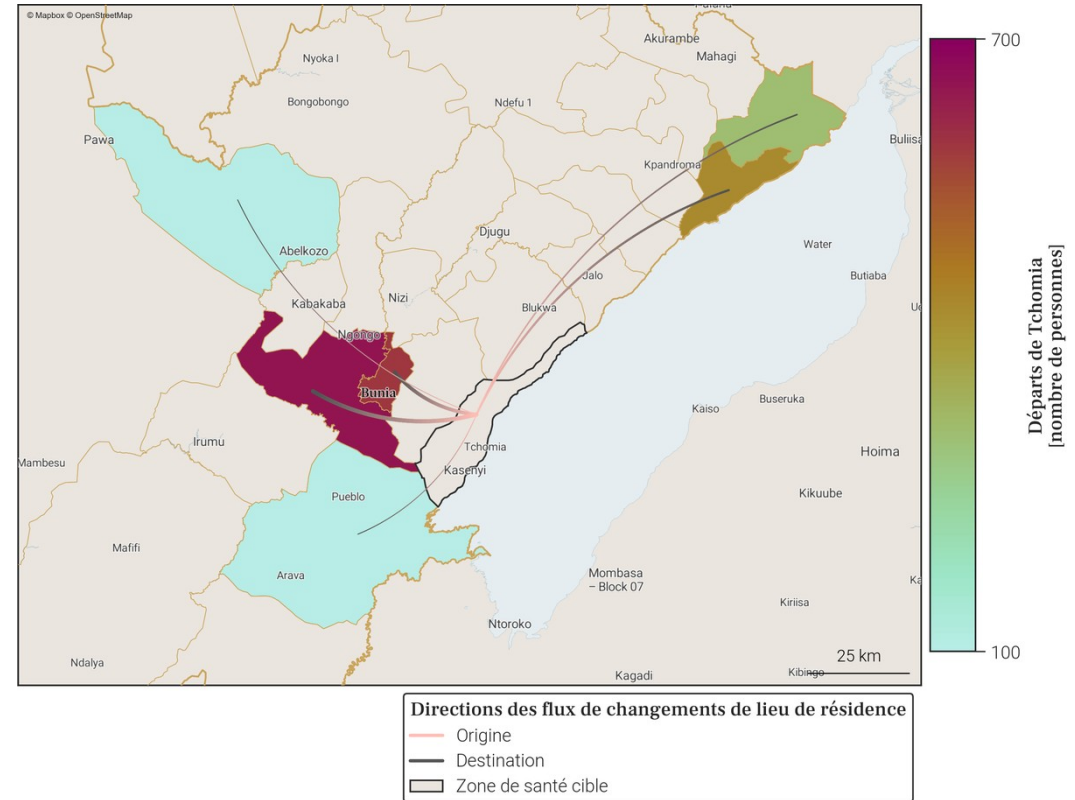 © Mapbox © OpenStreetMap
Akurambe
Mahagi
Nyoka I
Bongobongo
Ndefu 1
Pawa
Buliisa
Kpandroma
Djugu
Water
Abelkozo
Butiaba
Jalo
Kabakaba
Nizi
Blukwa
Ngongo
Bunia
Kaiso
Buseruka
Irumu
Tchomia
Hoima
Mambesu
Kasenyi
Pueblo
Kikuube
Mafifi
Arava
Mombasa
– Block 07
Kiriisa
Ntoroko
Ndalya
25 km
Kagadi
Kibingo
700
100
Départs de Tchomia
[nombre de personnes]
Directions des flux de changements de lieu de résidence
Origine
Destination
Zone de santé cible